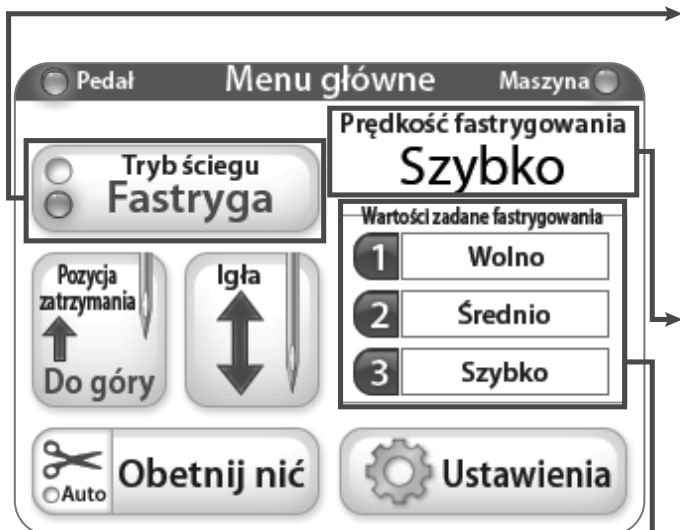 Pedał
Menu główne
Maszyna
Prędkość fastrygowania
Szybko
Tryb ściegu
Fastryga
Wartości zadane fastrygowania
1 Wolno
2 Średnio
3 Szybko
Pozycja
zatrzymania
Do góry
Igła
Auto
Obetnij nić
Ustawienia